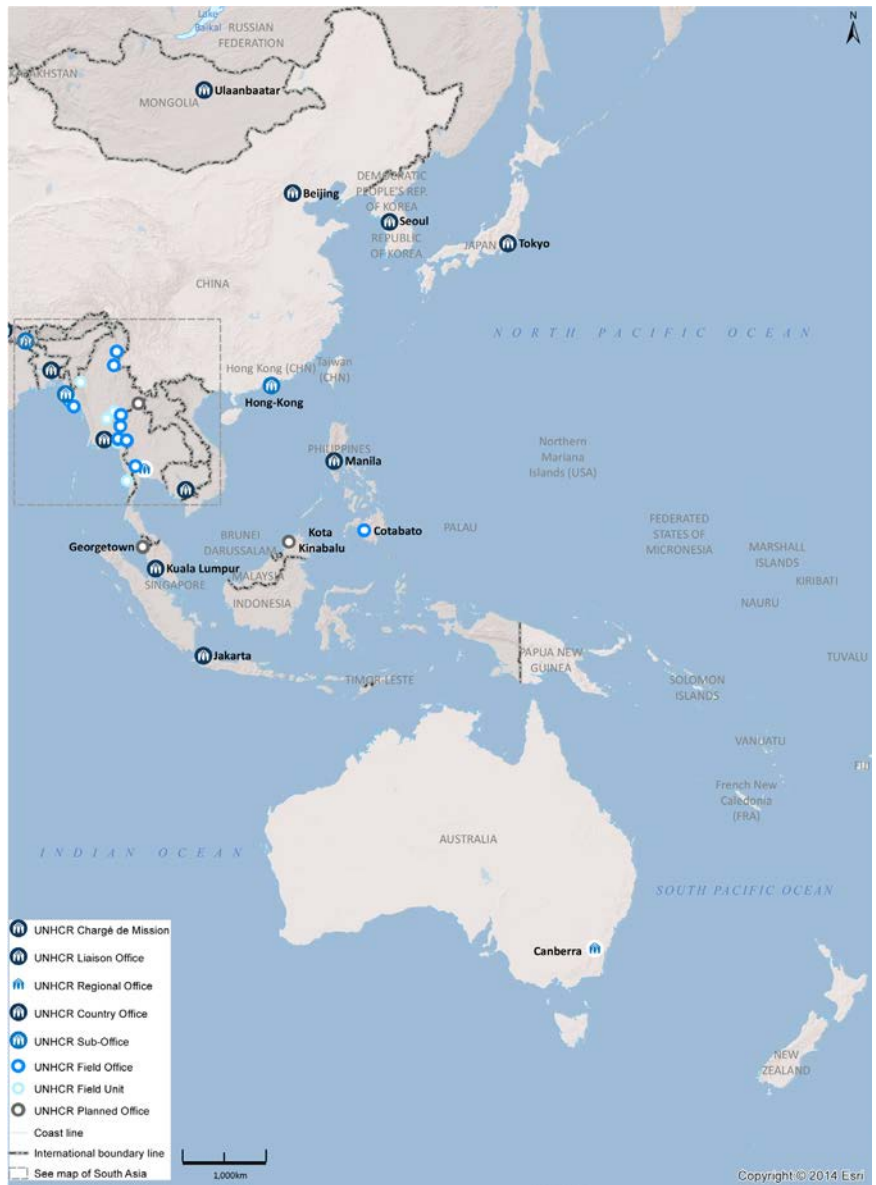 N
Lake
Baikal
RUSSIAN
FEDERATION
KAZAKHSTAN
MONGOLIA
Ulaanbaatar
DEMOCRATIC
PEOPLE'S REP.
OF KOREA
Beijing
Seoul
REPUBLIC
OF KOREA
JAPAN
Tokyo
CHINA
NORTH PACIFIC OCEAN
Hong Kong (CHN)
Taiwan
(CHN)
Hong-Kong
PHILIPPINES
Manila
Northern
Mariana
Islands (USA)
Georgetown
BRUNEI
DARUSSALAM
Kota
Kinabalu
Cotabato
PALAU
FEDERATED
STATES OF
MICRONESIA
MARSHALL
ISLANDS
KIRIBATI
Kuala Lumpur
MALAYSIA
SINGAPORE
INDONESIA
NAURU
Jakarta
TIMOR-LESTE
PAPUA NEW
GUINEA
SOLOMON
ISLANDS
TUVALU
VANUATU
French New
Caledonia
(FRA)
AUSTRALIA
INDIAN OCEAN
SOUTH PACIFIC OCEAN
Canberra
NEW
ZEALAND
UNHCR Chargé de Mission
UNHCR Liaison Office
UNHCR Regional Office
UNHCR Country Office
UNHCR Sub-Office
UNHCR Field Office
UNHCR Field Unit
UNHCR Planned Office
Coast line
International boundary line
See map of South Asia
1,000km
Copyright:© 2014 Esri